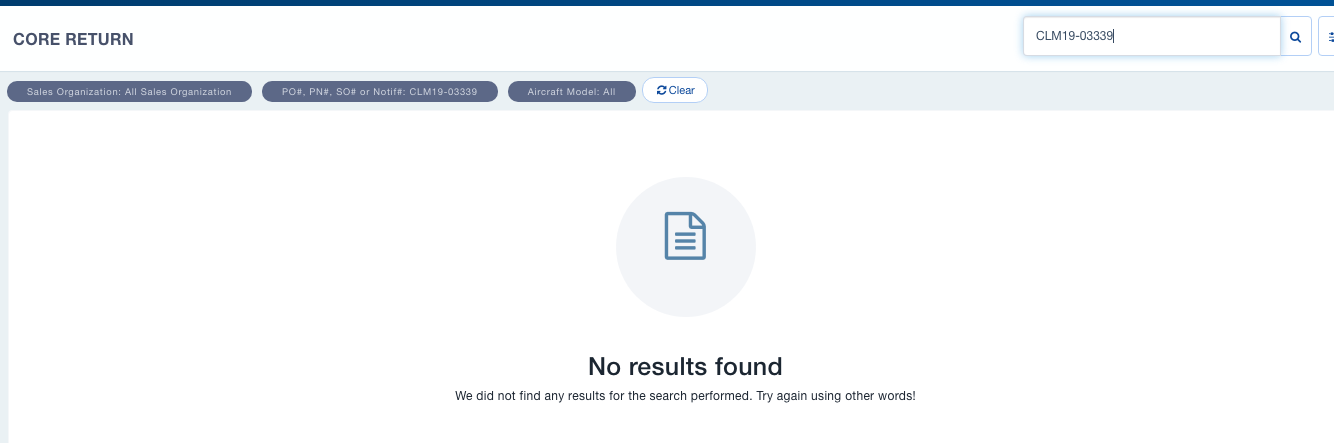 CORE RETURN
CLM19-03339
Sales Organization: All Sales Organization
PO#, PN#, SO# or Notif#: CLM19-03339
Aircraft Model: All
Clear
No results found
We did not find any results for the search performed. Try again using other words!